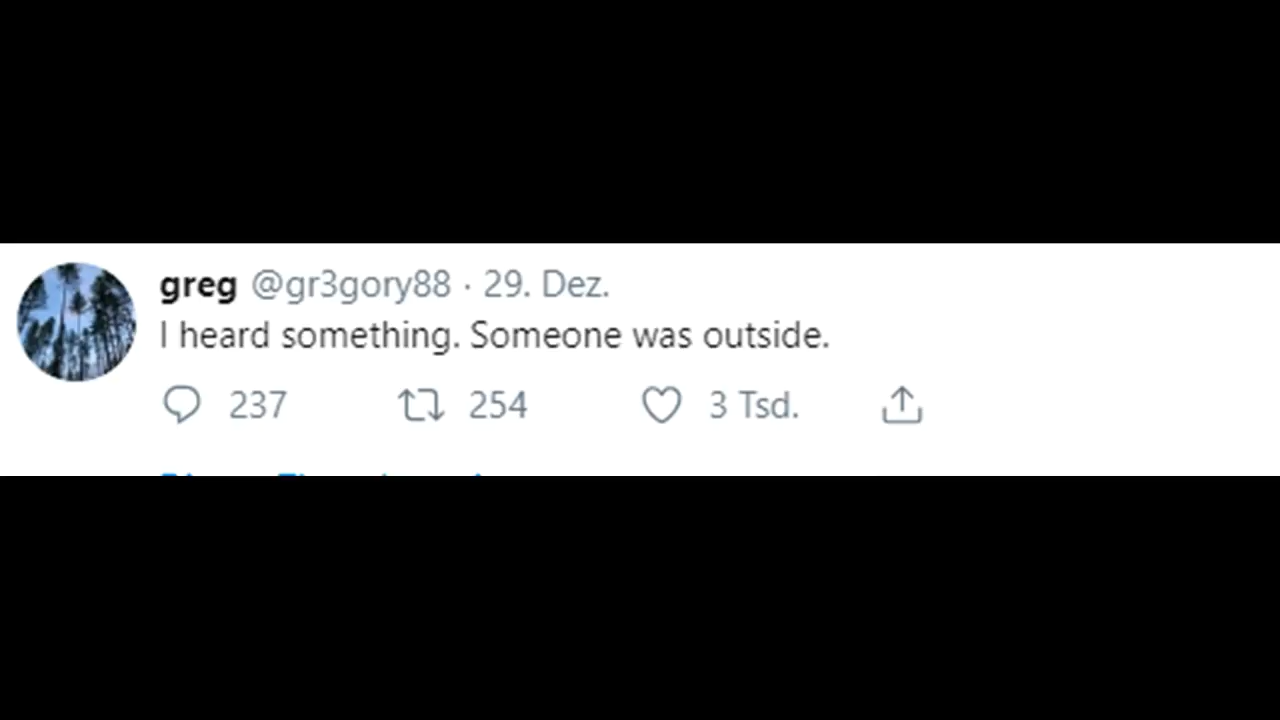 greg @gr3gory88 · 29. Dez.
I heard something. Someone was outside.
237 254 3 Tsd.